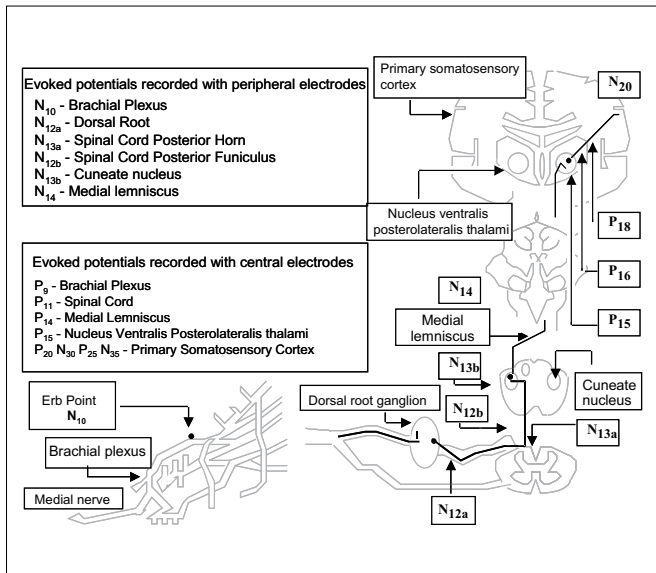 Evoked potentials recorded with peripheral electrodes
N10 - Brachial Plexus
N12a - Dorsal Root
N13a - Spinal Cord Posterior Horn
N12b - Spinal Cord Posterior Funiculus
N13b - Cuneate nucleus
N14 - Medial lemniscus
Primary somatosensory
cortex
N20
Nucleus ventralis
posterolateralis thalami
P18
P16
P15
Evoked potentials recorded with central electrodes
P9 - Brachial Plexus
P11 - Spinal Cord
P14 - Medial Lemniscus
P15 - Nucleus Ventralis Posterolateralis thalami
P20 N30 P25 N35 - Primary Somatosensory Cortex
N14
Medial
lemniscus
N13b
Cuneate
nucleus
Erb Point
N10
Brachial plexus
Medial nerve
Dorsal root ganglion
N12b
N13a
N12a